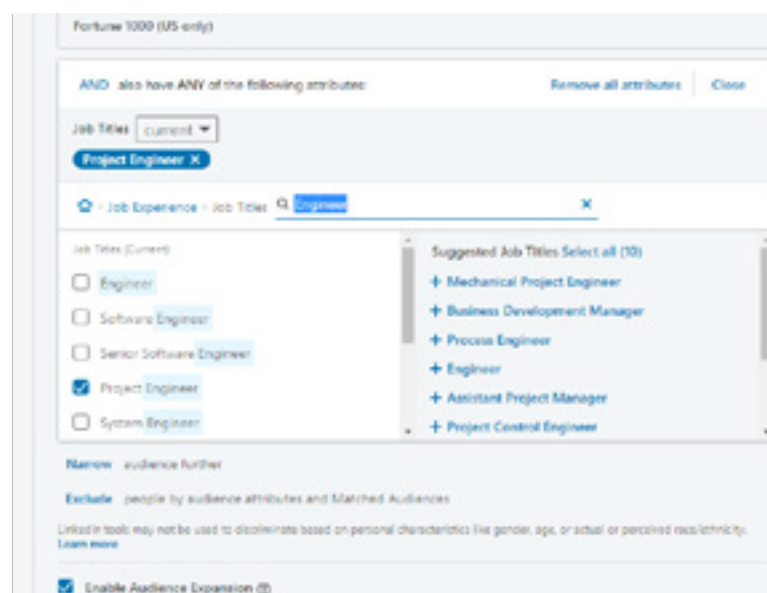 Fortune 1000 (US only)
AND also have ANY of the following attributes:
Remove all attributes
Close
Job Titles current
Project Engineer X
Job Experience > Job Titles Engineer X
Job Titles (Current)
Engineer
Software Engineer
Senior Software Engineer
Project Engineer
System Engineer
Suggested Job Titles Select all (10)
+ Mechanical Project Engineer
+ Business Development Manager
+ Process Engineer
+ Engineer
+ Assistant Project Manager
+ Project Control Engineer
Narrow audience further
Exclude people by audience attributes and Matched Audiences
LinkedIn tools may not be used to discriminate based on personal characteristics like gender, age, or actual or perceived race/ethnicity.
Learn more
Enable Audience Expansion